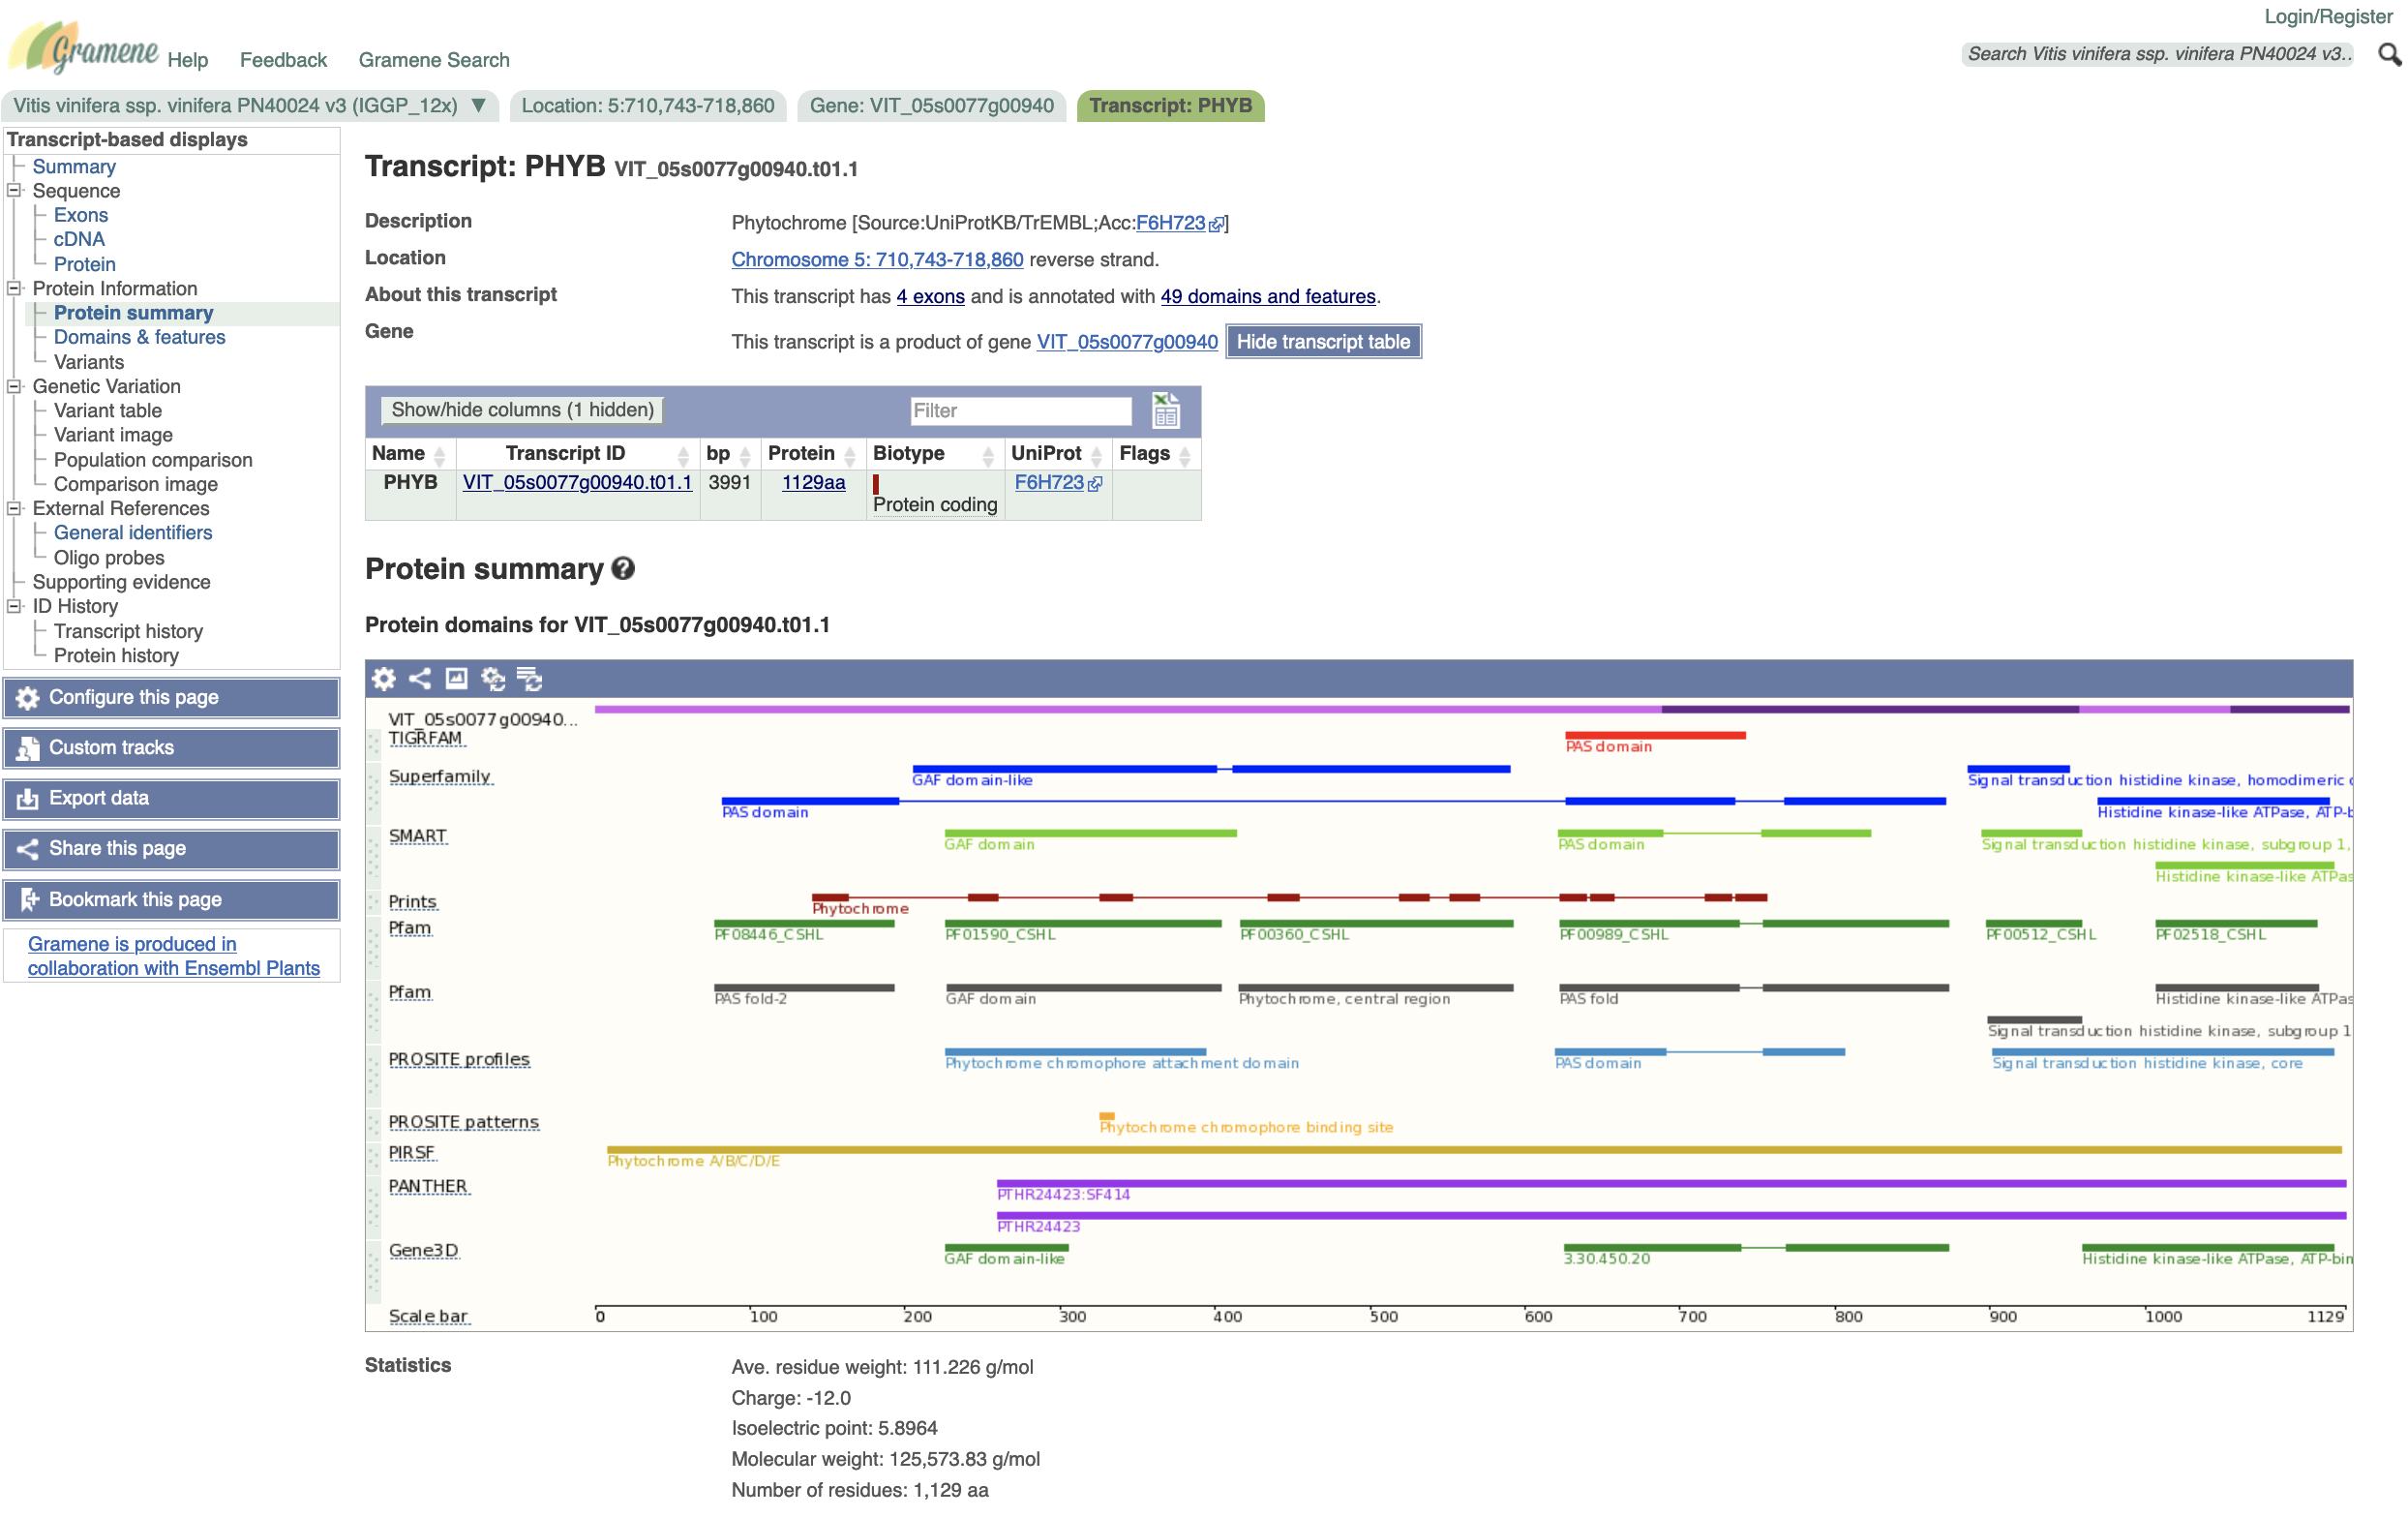 Login/Register
Gramene Help Feedback Gramene Search
Search Vitis vinifera ssp. vinifera PN40024 v3..
Vitis vinifera ssp. vinifera PN40024 v3 (IGGP_12x) ▼ Location: 5:710,743-718,860 Gene: VIT_05s0077g00940 Transcript: PHYB
Transcript-based displays
Summary
Sequence
Exons
cDNA
Protein
Protein Information
Protein summary
Domains & features
Variants
Genetic Variation
Variant table
Variant image
Population comparison
Comparison image
External References
General identifiers
Oligo probes
Supporting evidence
ID History
Transcript history
Protein history
Configure this page
Custom tracks
Export data
Share this page
Bookmark this page
Gramene is produced in
collaboration with Ensembl Plants
Transcript: PHYB VIT_05s0077g00940.t01.1
Description Phytochrome [Source:UniProtKB/TrEMBL;Acc:F6H723]
Location Chromosome 5: 710,743-718,860 reverse strand.
About this transcript This transcript has 4 exons and is annotated with 49 domains and features.
Gene This transcript is a product of gene VIT_05s0077g00940 Hide transcript table
Show/hide columns (1 hidden) Filter
Name Transcript ID bp Protein Biotype UniProt Flags
PHYB VIT_05s0077g00940.t01.1 3991 1129aa Protein coding F6H723
Protein summary ?
Protein domains for VIT_05s0077g00940.t01.1
VIT_05s0077g00940...
TIGRFAM
PAS domain
Superfamily
GAF domain-like Signal transduction histidine kinase, homodimeric
PAS domain Histidine kinase-like ATPase, ATP-b
SMART
GAF domain PAS domain Signal transduction histidine kinase, subgroup 1,
Histidine kinase-like ATPas
Prints
Phytochrome
Pfam
PF08446_CSHL PF01590_CSHL PF00360_CSHL PF00989_CSHL PF00512_CSHL PF02518_CSHL
Pfam
PAS fold-2 GAF domain Phytochrome, central region PAS fold Histidine kinase-like ATPas
Signal transduction histidine kinase, subgroup 1
PROSITE profiles
Phytochrome chromophore attachment domain PAS domain Signal transduction histidine kinase, core
PROSITE patterns
Phytochrome chromophore binding site
PIRSF
Phytochrome A/B/C/D/E
PANTHER
PTHR24423:SF414
PTHR24423
Gene3D
GAF domain-like 3.30.450.20 Histidine kinase-like ATPase, ATP-bin
Scale bar 0 100 200 300 400 500 600 700 800 900 1000 1129
Statistics Ave. residue weight: 111.226 g/mol
Charge: -12.0
Isoelectric point: 5.8964
Molecular weight: 125,573.83 g/mol
Number of residues: 1,129 aa